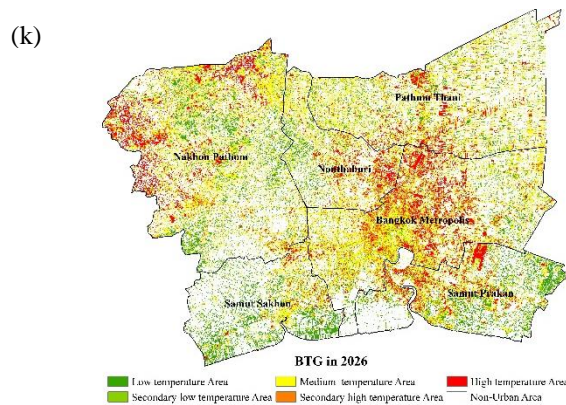 (k)
Pathum Thani
Nakhon Pathom
Nonthaburi
Bangkok Metropolis
Samut Sakhon
Samut Prakan
BTG in 2026
Low temperature Area
Medium temperature Area
High temperature Area
Secondary low temperature Area
Secondary high temperature Area
Non-Urban Area